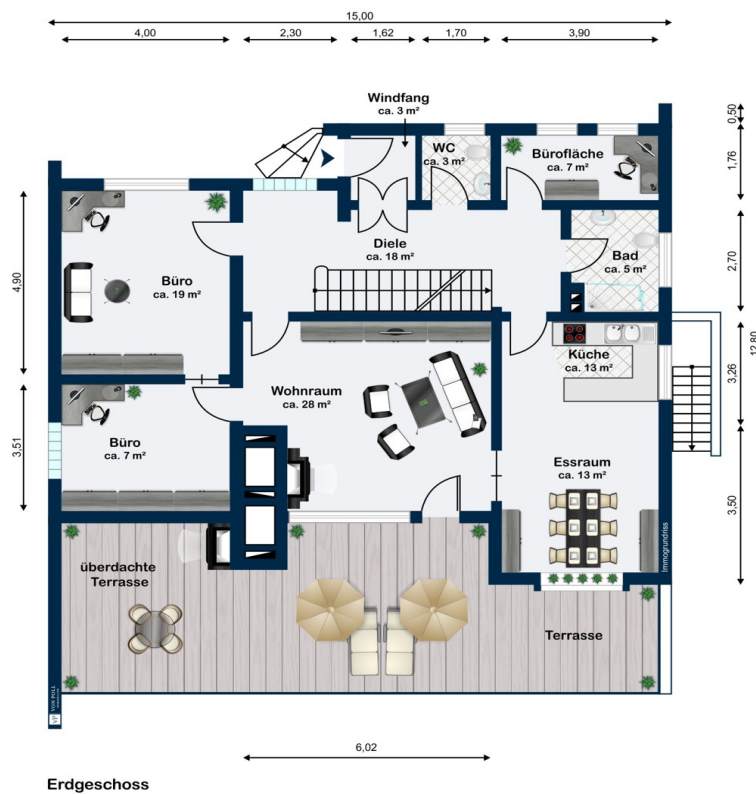 15,00
4,00
2,30
1,62
1,70
3,90
Windfang
ca. 3 m²
0,50
WC
ca. 3 m²
Bürofläche
ca. 7 m²
1,76
Diele
ca. 18 m²
Bad
ca. 5 m²
2,70
4,90
Büro
ca. 19 m²
12,80
Küche
ca. 13 m²
3,26
Wohnraum
ca. 28 m²
3,51
Büro
ca. 7 m²
Essraum
ca. 13 m²
3,50
Immogrundriss
überdachte
Terrasse
Terrasse
VON POLL
VP
6,02
Erdgeschoss